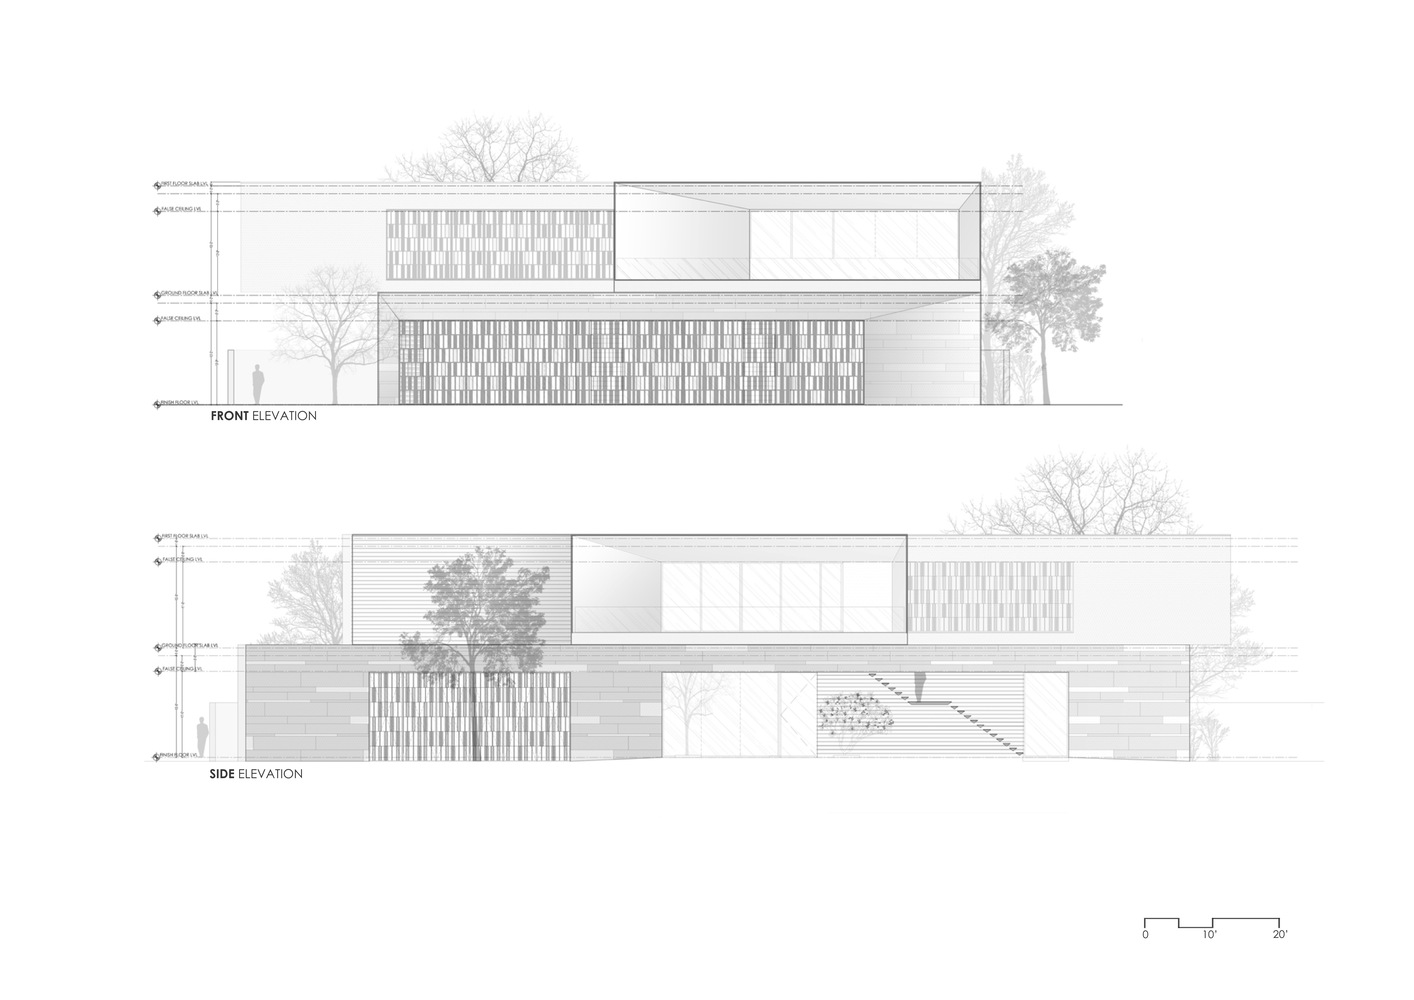 FIRST FLOOR SLAB LVL
FALSE CEILING LVL
GROUND FLOOR SLAB LVL
FALSE CEILING LVL
FINISH FLOOR LVL
FRONT ELEVATION
FIRST FLOOR SLAB LVL
FALSE CEILING LVL
GROUND FLOOR SLAB LVL
FALSE CEILING LVL
FINISH FLOOR LVL
SIDE ELEVATION
0 10' 20'